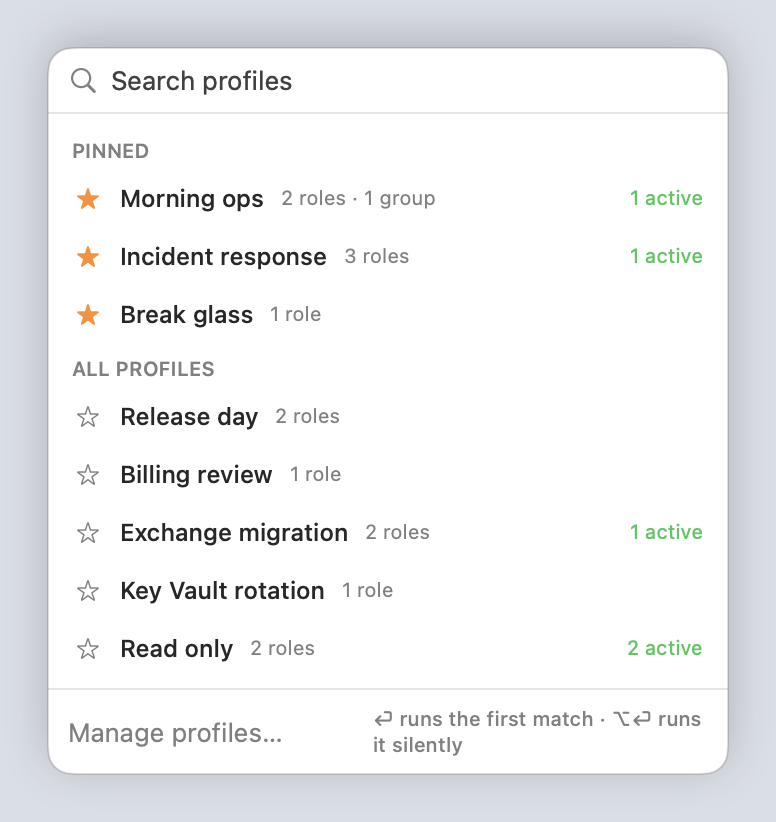 Search profiles
PINNED
Morning ops 2 roles · 1 group 1 active
Incident response 3 roles 1 active
Break glass 1 role
ALL PROFILES
Release day 2 roles
Billing review 1 role
Exchange migration 2 roles 1 active
Key Vault rotation 1 role
Read only 2 roles 2 active
Manage profiles…
↩ runs the first match · ⌥↩ runs
it silently